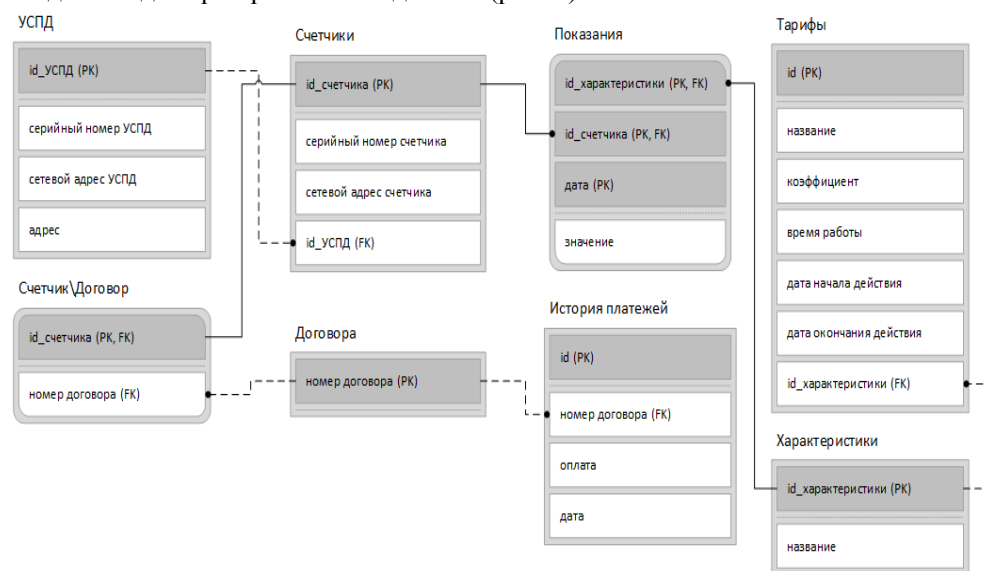 УСПД
id_УСПД (PK)
серийный номер УСПД
сетевой адрес УСПД
адрес
Счетчики
id_счетчика (PK)
серийный номер счетчика
сетевой адрес счетчика
id_УСПД (FK)
Показания
id_характеристики (PK, FK)
id_счетчика (PK, FK)
дата (PK)
значение
Тарифы
id (PK)
название
коэффициент
время работы
дата начала действия
дата окончания действия
id_характеристики (FK)
Счетчик\Договор
id_счетчика (PK, FK)
номер договора (FK)
Договора
номер договора (PK)
История платежей
id (PK)
номер договора (FK)
оплата
дата
Характеристики
id_характеристики (PK)
название